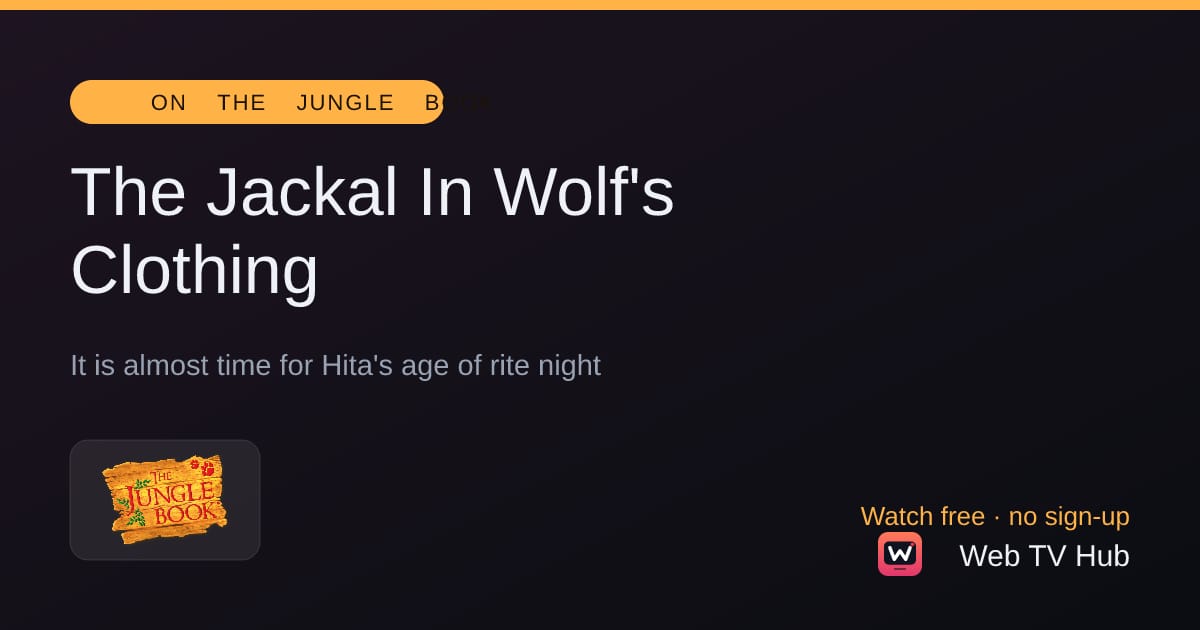 ON THE JUNGLE BOOK
The Jackal In Wolf's
Clothing
It is almost time for Hita's age of rite night
THE
JUNGLE
BOOK
Watch free · no sign-up
W
Web TV Hub